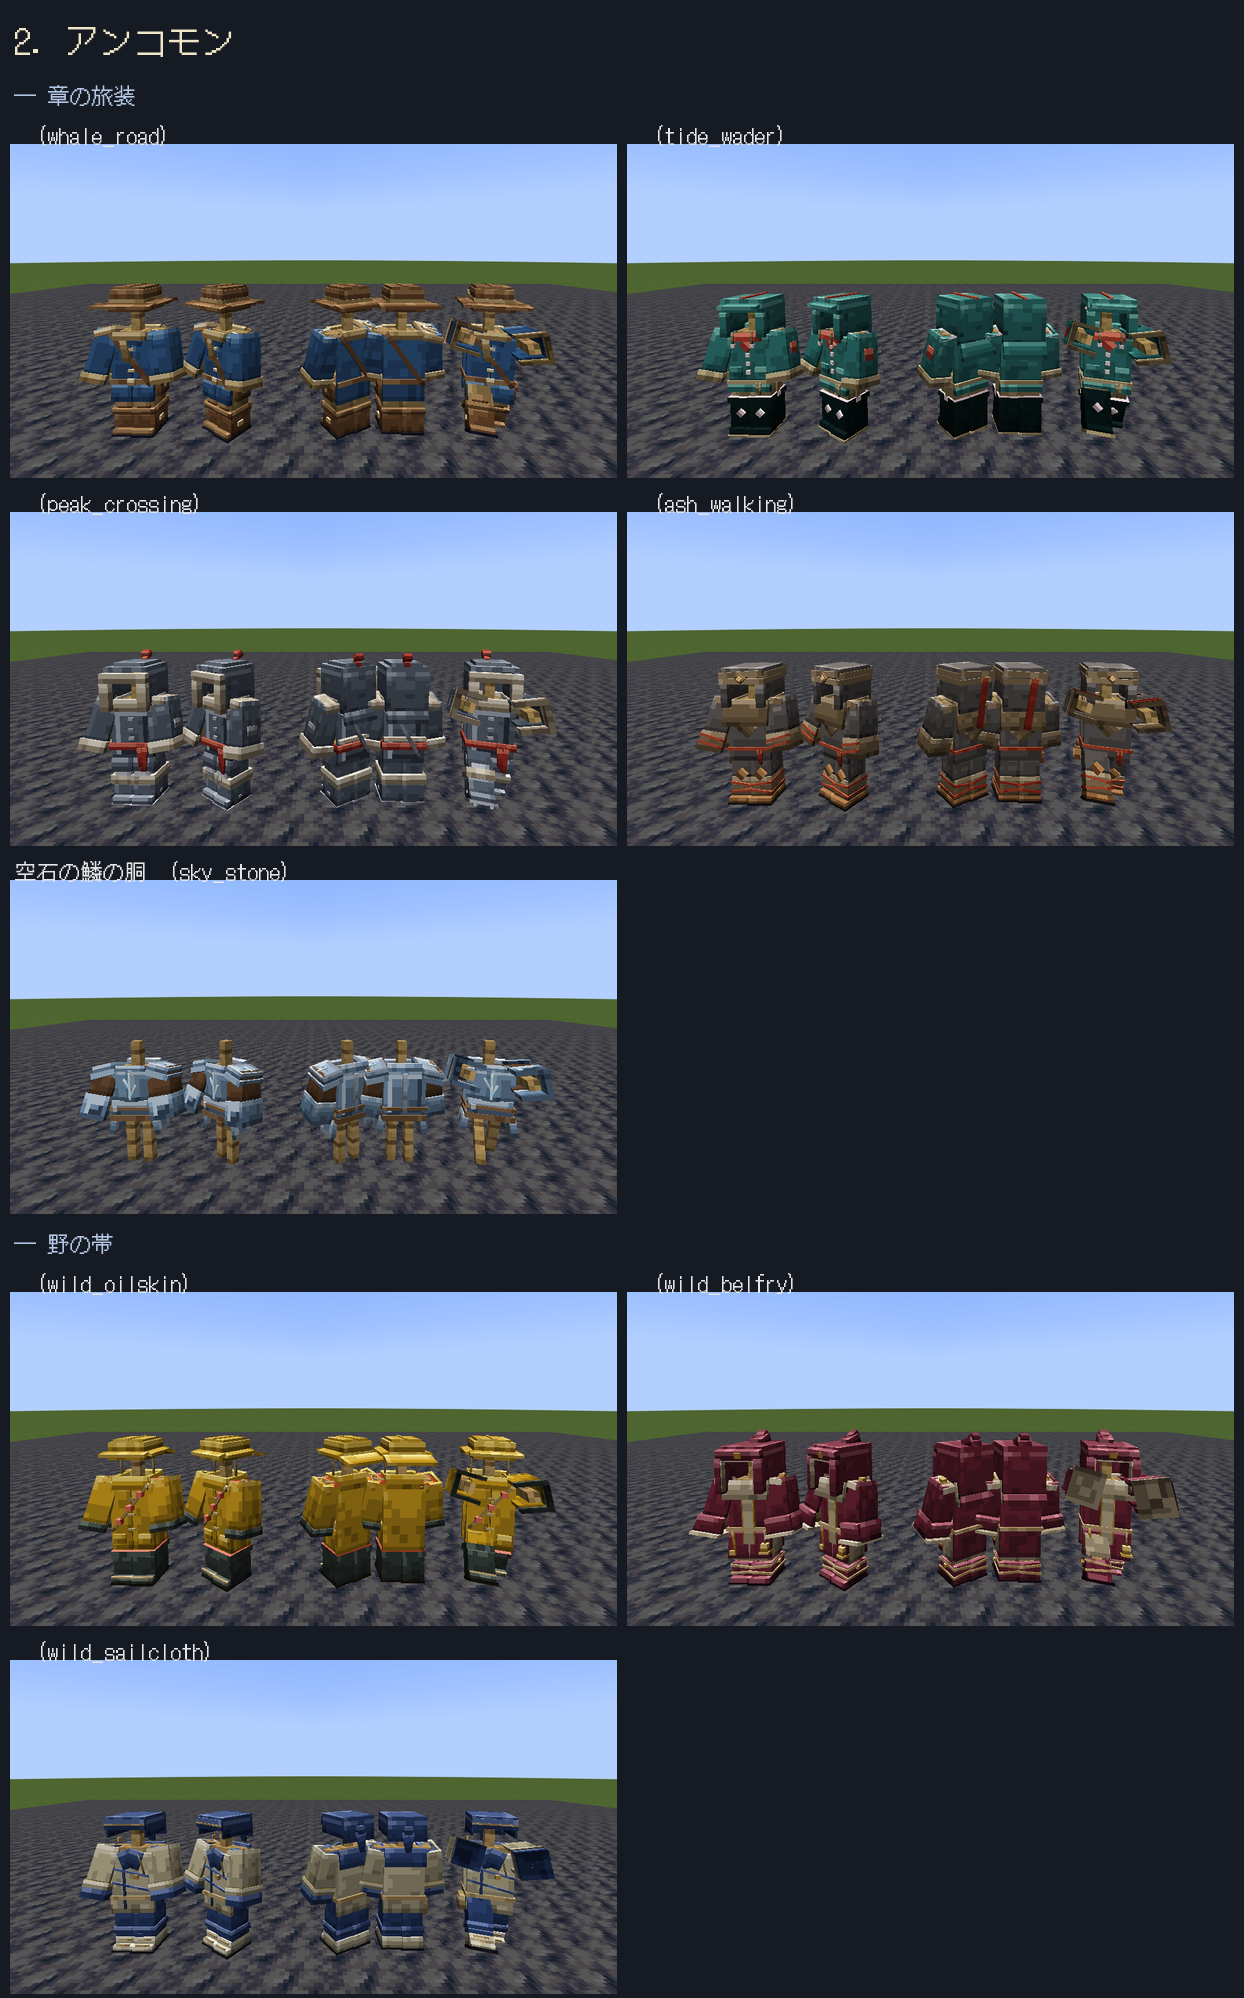 2. アンコモン
— 章の旅装
(whale_road)
(tide_wader)
(peak_crossing)
(ash_walking)
空石の鱗の胴 (sky_stone)
— 野の帯
(wild_oilskin)
(wild_belfry)
(wild_sailcloth)